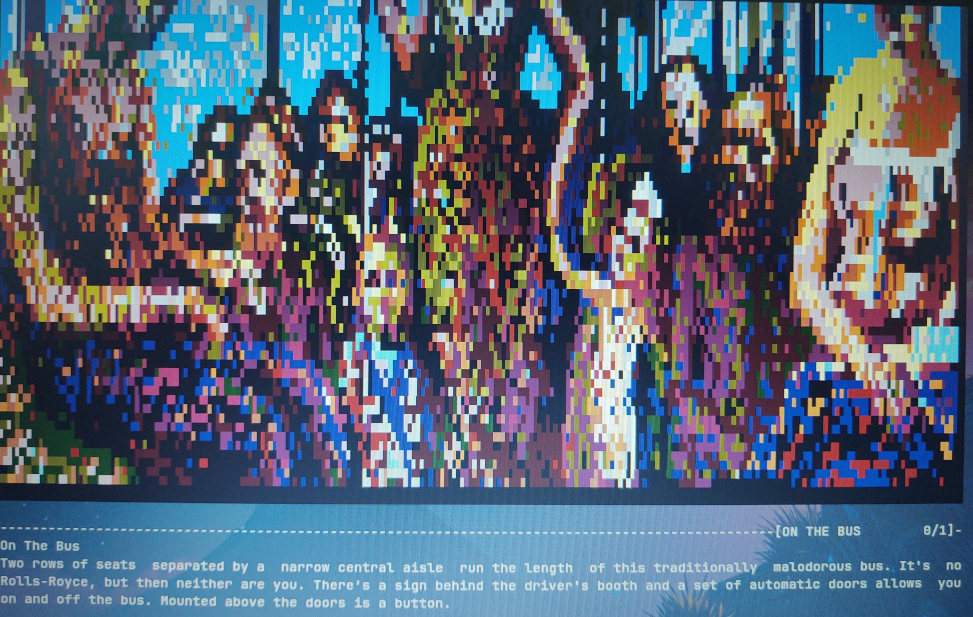 [ON THE BUS 0/1]-
On The Bus
Two rows of seats separated by a narrow central aisle run the length of this traditionally malodorous bus. It's no
Rolls-Royce, but then neither are you. There's a sign behind the driver's booth and a set of automatic doors allows you
on and off the bus. Mounted above the doors is a button.